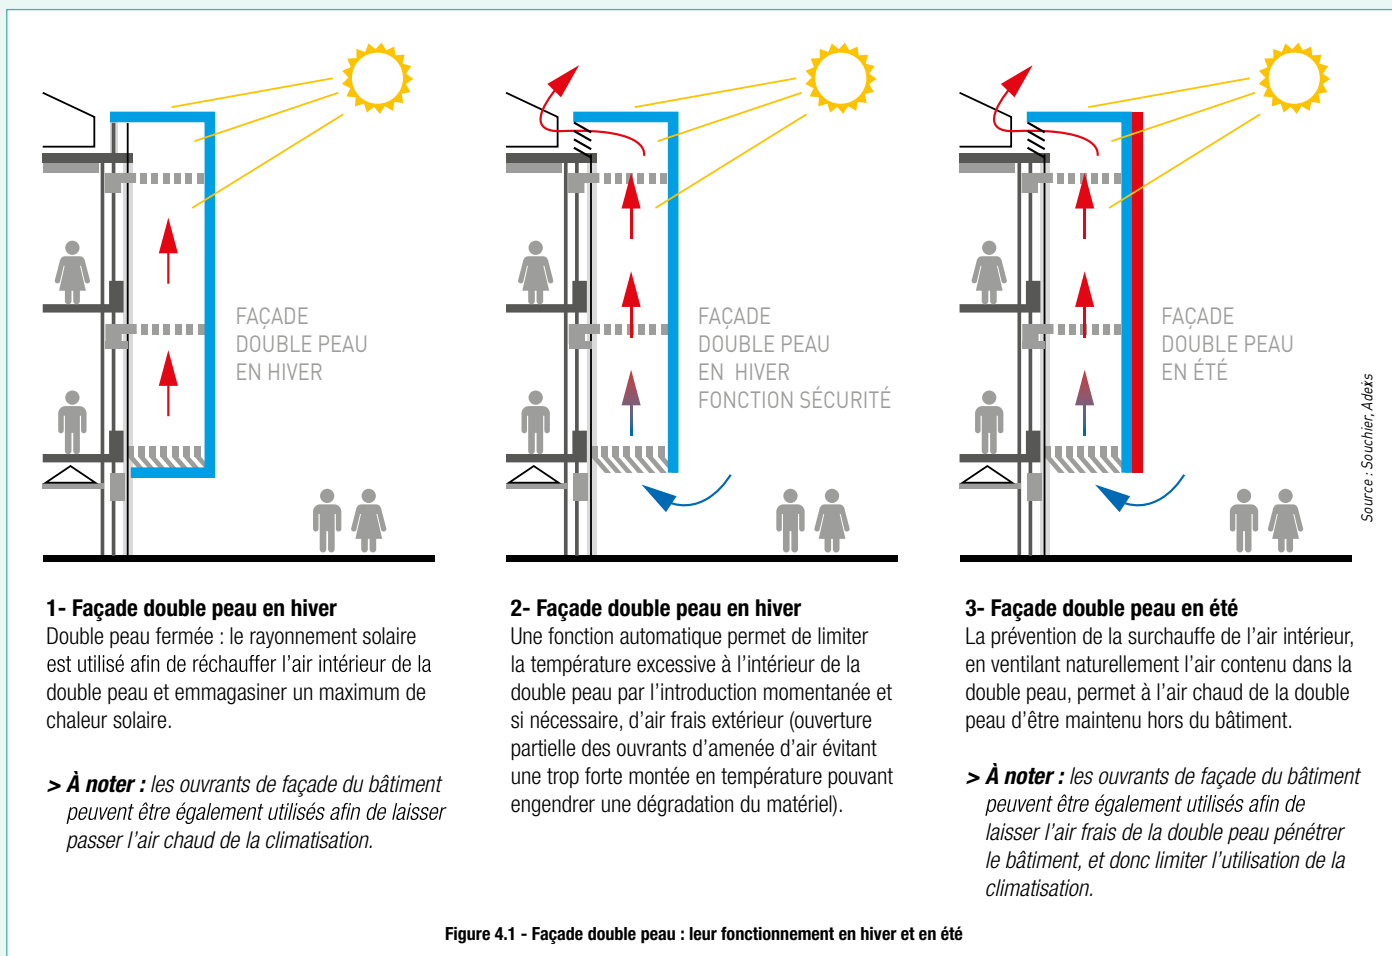 FAÇADE
DOUBLE PEAU
EN HIVER
FAÇADE
DOUBLE PEAU
EN HIVER
FONCTION SÉCURITÉ
FAÇADE
DOUBLE PEAU
EN ÉTÉ
Source : Souchier, Adexs
1- Façade double peau en hiver
Double peau fermée : le rayonnement solaire
est utilisé afin de réchauffer l’air intérieur de la
double peau et emmagasiner un maximum de
chaleur solaire.
> À noter : les ouvrants de façade du bâtiment
peuvent être également utilisés afin de laisser
passer l’air chaud de la climatisation.
2- Façade double peau en hiver
Une fonction automatique permet de limiter
la température excessive à l’intérieur de la
double peau par l’introduction momentanée et
si nécessaire, d’air frais extérieur (ouverture
partielle des ouvrants d’amenée d’air évitant
une trop forte montée en température pouvant
engendrer une dégradation du matériel).
3- Façade double peau en été
La prévention de la surchauffe de l’air intérieur,
en ventilant naturellement l’air contenu dans la
double peau, permet à l’air chaud de la double
peau d’être maintenu hors du bâtiment.
> À noter : les ouvrants de façade du bâtiment
peuvent être également utilisés afin de
laisser l’air frais de la double peau pénétrer
le bâtiment, et donc limiter l’utilisation de la
climatisation.
Figure 4.1 - Façade double peau : leur fonctionnement en hiver et en été